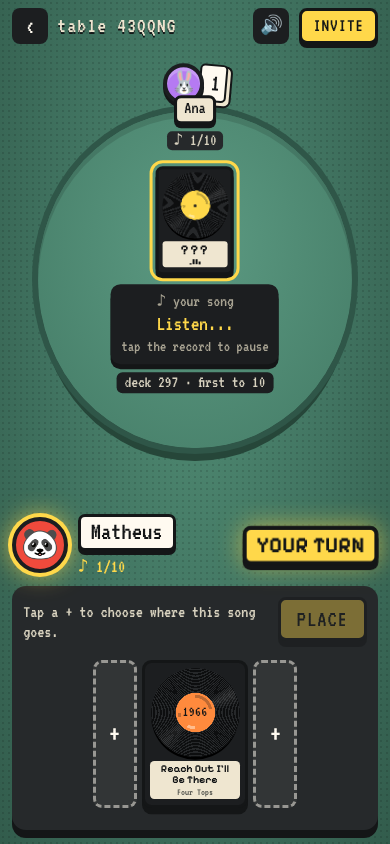 table 43QQNG
INVITE
1
Ana
♪ 1/10
???
♪ your song
Listen...
tap the record to pause
deck 297 · first to 10
Matheus
♪ 1/10
YOUR TURN
Tap a + to choose where this song
goes.
PLACE
+
1966
Reach Out I'll
Be There
Four Tops
+